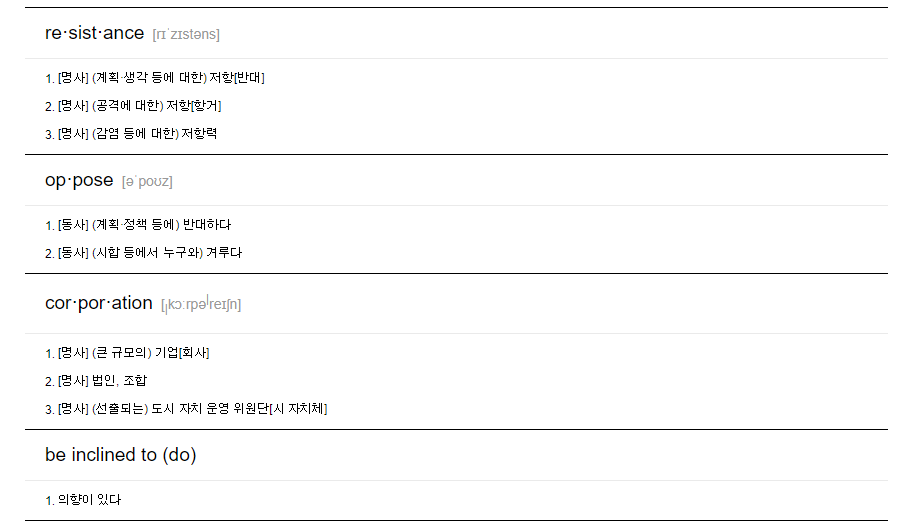 re·sist·ance [rɪˈzɪstəns]
1. [명사] (계획·생각 등에 대한) 저항[반대]
2. [명사] (공격에 대한) 저항[항거]
3. [명사] (감염 등에 대한) 저항력
op·pose [əˈpoʊz]
1. [동사] (계획·정책 등에) 반대하다
2. [동사] (시합 등에서 누구와) 겨루다
cor·por·ation [ˌkɔːrpəˈreɪʃn]
1. [명사] (큰 규모의) 기업[회사]
2. [명사] 법인, 조합
3. [명사] (선출되는) 도시 자치 운영 위원단[시 자치체]
be inclined to (do)
1. 의향이 있다